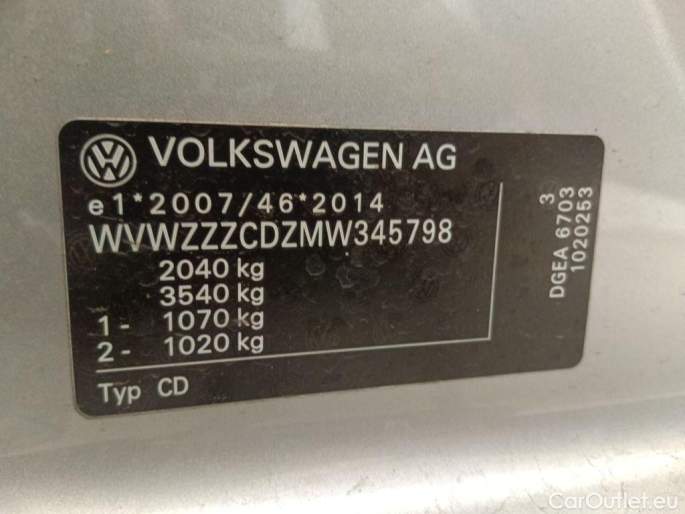 VOLKSWAGEN AG
e1*2007/46*2014
WVWZZZCDZMW345798
2040 kg
3540 kg
1- 1070 kg
2- 1020 kg
Typ CD
3
DGEA 6703
1020253
CarOutlet.eu